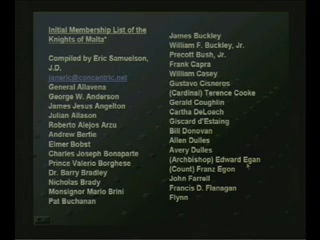 Initial Membership List of the
Knights of Malta*
Compiled by Eric Samuelson,
J.D.
General Allavena
George W. Anderson
James Jesus Angelton
Julian Allason
Roberto Alejos Arzu
Andrew Bertie
Elmer Bobst
Charles Joseph Bonaparte
Prince Valerio Borghese
Dr. Barry Bradley
Nicholas Brady
Monsignor Mario Brini
Pat Buchanan
James Buckley
William F. Buckley, Jr.
Precott Bush, Jr.
Frank Capra
William Casey
Gustavo Cisneros
(Cardinal) Terence Cooke
Gerald Coughlin
Cartha DeLoach
Giscard d'Estaing
Bill Donovan
Allen Dulles
Avery Dulles
(Archbishop) Edward Egan
(Count) Franz Egon
John Farrell
Francis D. Flanagan
Flynn